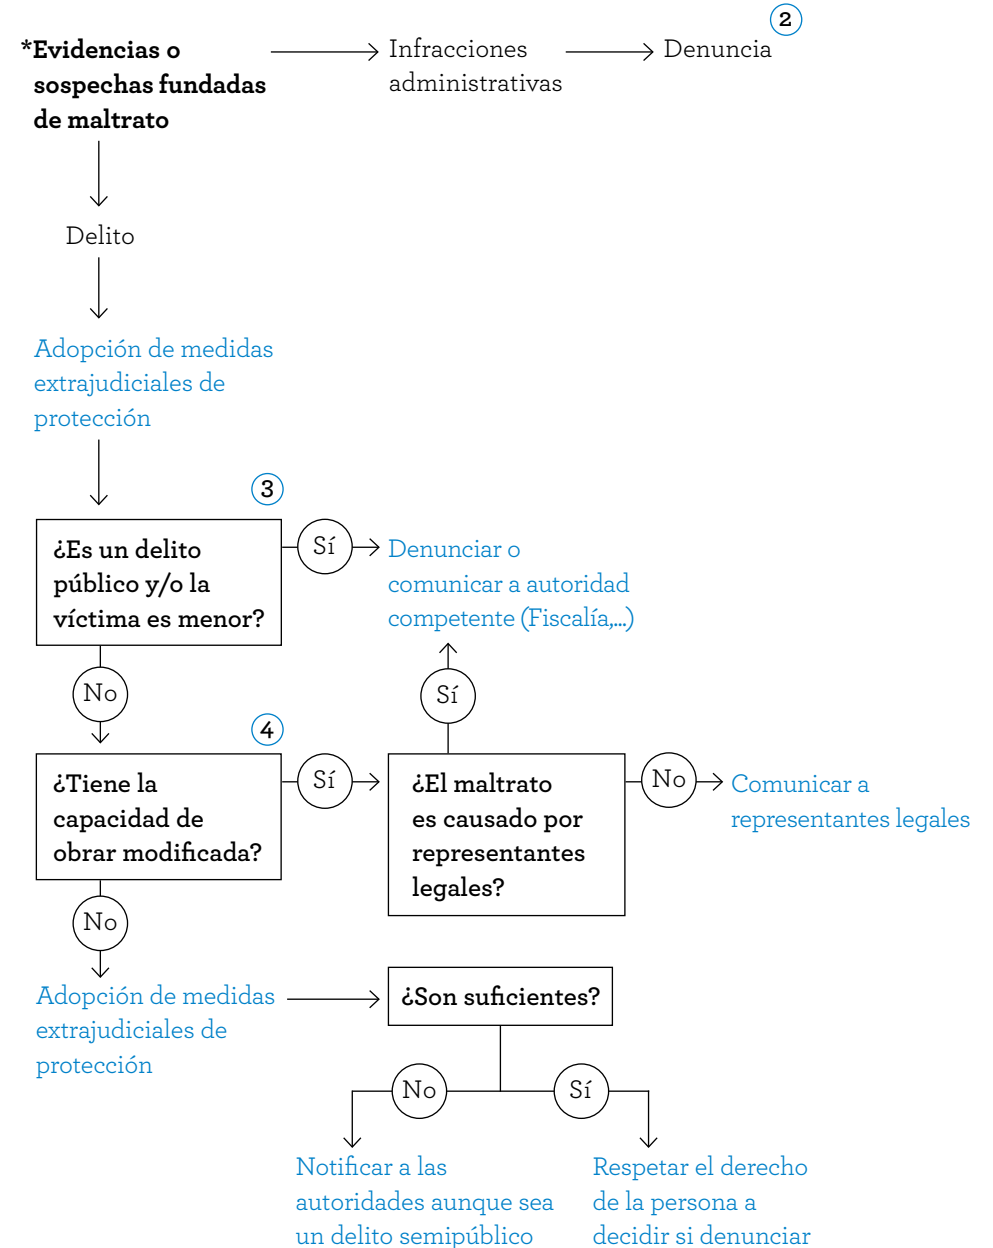 2
*Evidencias o
sospechas fundadas
de maltrato
Infracciones
administrativas
Denuncia
Delito
Adopción de medidas
extrajudiciales de
protección
3
¿Es un delito
público y/o la
víctima es menor?
Sí
Denunciar o
comunicar a autoridad
competente (Fiscalía,...)
No
Sí
4
¿Tiene la
capacidad de
obrar modificada?
Sí
¿El maltrato
es causado por
representantes
legales?
No
Comunicar a
representantes legales
No
Adopción de medidas
extrajudiciales de
protección
¿Son suficientes?
No
Sí
Notificar a las
autoridades aunque sea
un delito semipúblico
Respetar el derecho
de la persona a
decidir si denunciar